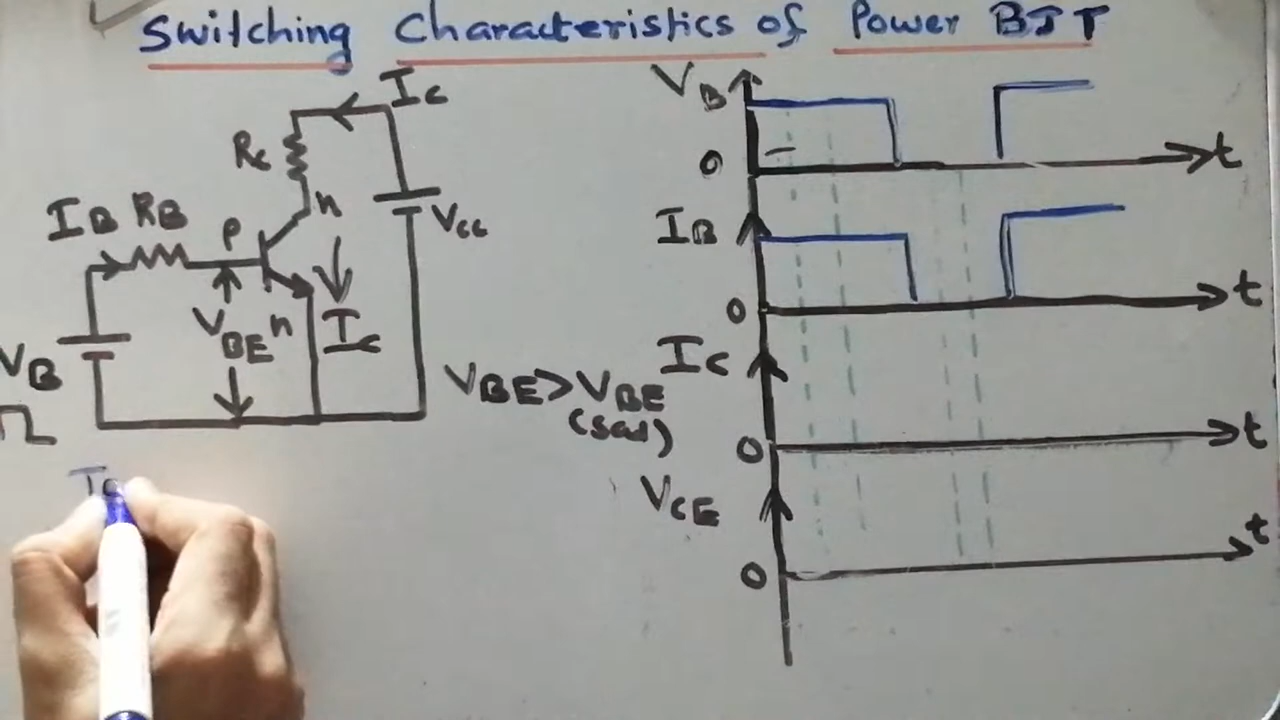 Switching Characteristics of Power BJT
Ic
Rc
n
Vcc
IB RB
P
VBE
n
Ic
VB
VBE>VBE
(sat)
VB
0
t
IB
0
t
Ic
0
t
VCE
0
t